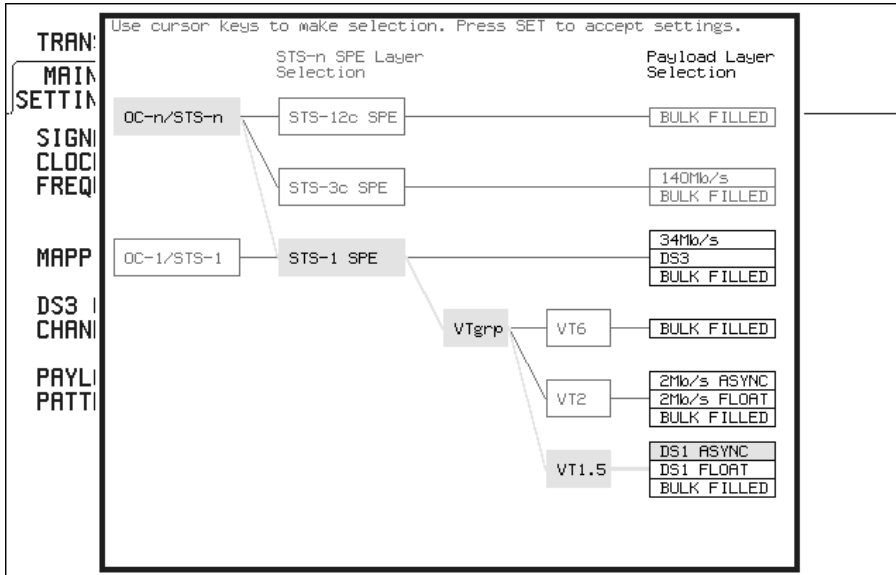 Use cursor keys to make selection. Press SET to accept settings.
TRAN
MAIN
SETTIN
SIGN
CLOC
FREQ
MAPP
DS3
CHAN
PAYL
PATT
STS-n SPE Layer
Selection
Payload Layer
Selection
OC-n/STS-n
STS-12c SPE
BULK FILLED
STS-3c SPE
140Mb/s
BULK FILLED
OC-1/STS-1
STS-1 SPE
34Mb/s
DS3
BULK FILLED
VTgrp
VT6
BULK FILLED
VT2
2Mb/s ASYNC
2Mb/s FLOAT
BULK FILLED
VT1.5
DS1 ASYNC
DS1 FLOAT
BULK FILLED